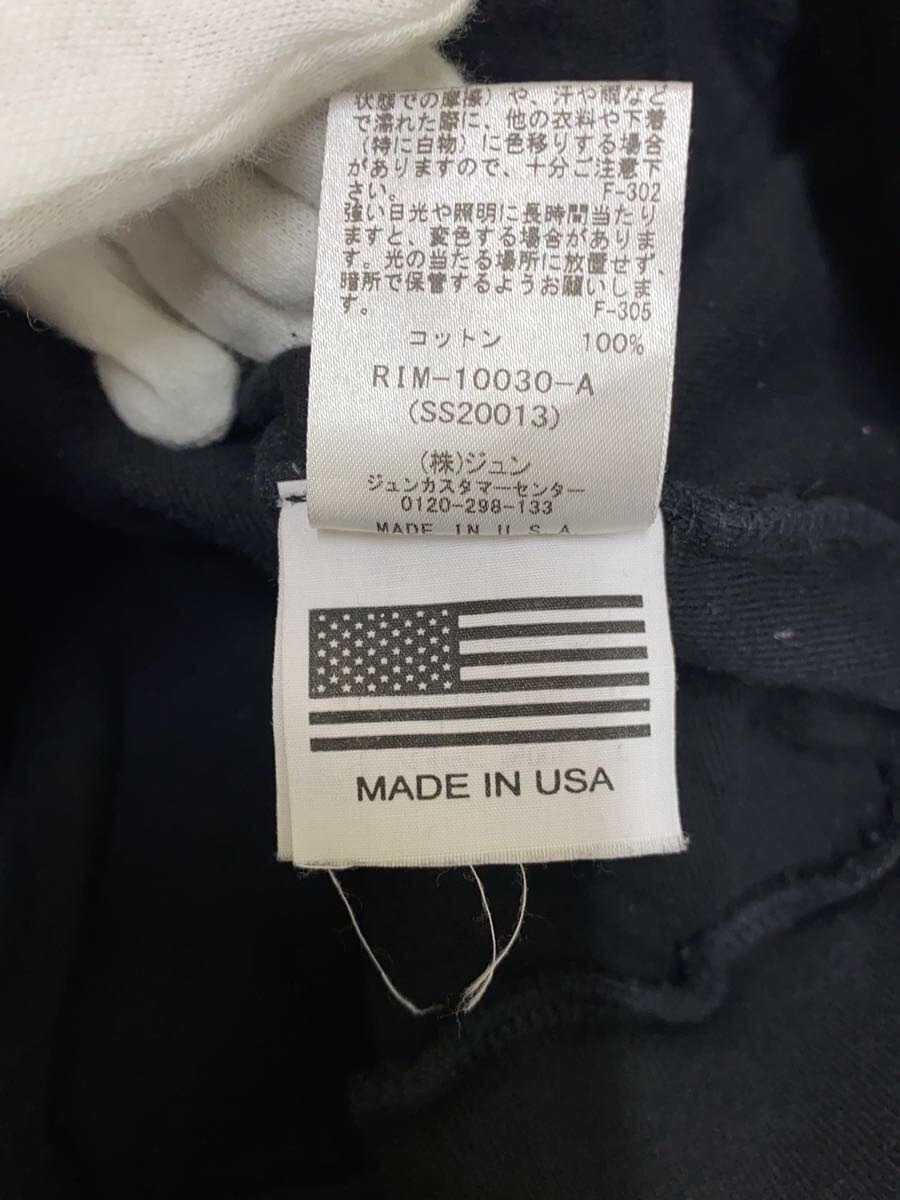 状態での摩擦）や、汗や雨など
で濡れた際に、他の衣料や下着
（特に白物）に色移りする場合
がありますので、十分ご注意下
さい。 F-302
強い日光や照明に長時間当たり
ますと、変色する場合がありま
す。光の当たる場所に放置せず、
暗所で保管するようお願いしま
す。 F-305
コットン 100%
RIM-10030-A
(SS20013)
(株)ジュン
ジュンカスタマーセンター
0120-298-133
MADE IN U.S.A
MADE IN USA